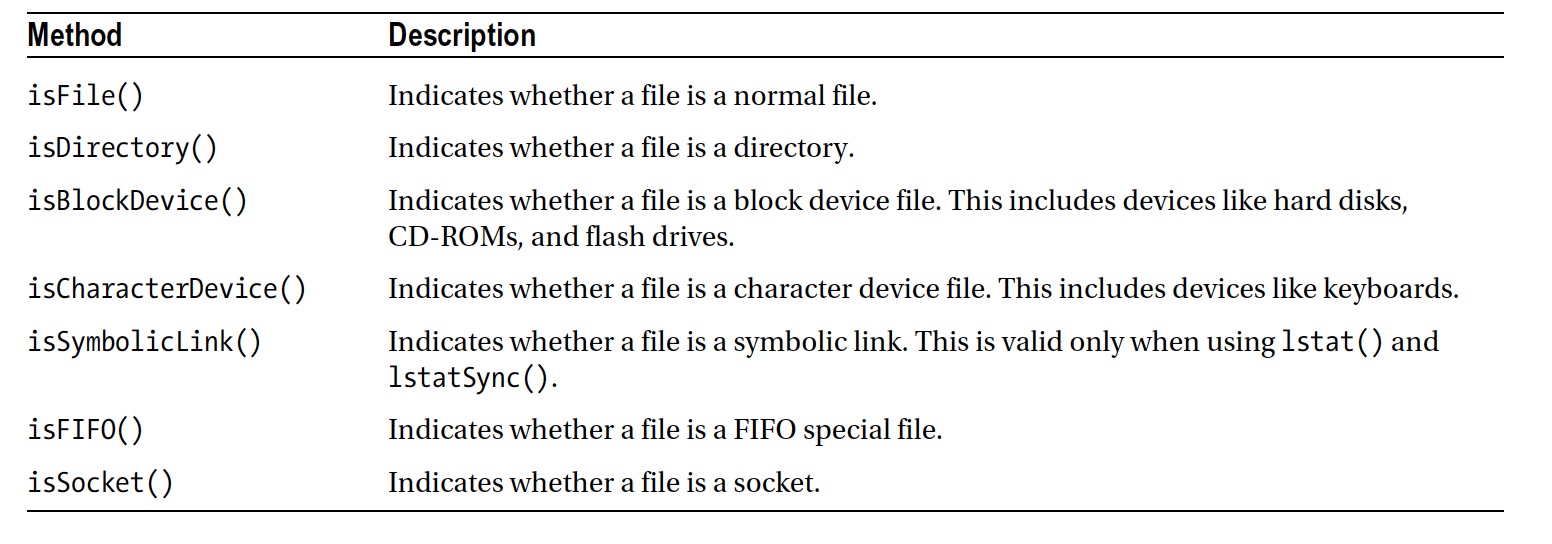 Method Description
isFile() Indicates whether a file is a normal file.
isDirectory() Indicates whether a file is a directory.
isBlockDevice() Indicates whether a file is a block device file. This includes devices like hard disks,
CD-ROMs, and flash drives.
isCharacterDevice() Indicates whether a file is a character device file. This includes devices like keyboards.
isSymbolicLink() Indicates whether a file is a symbolic link. This is valid only when using lstat() and
lstatSync().
isFIFO() Indicates whether a file is a FIFO special file.
isSocket() Indicates whether a file is a socket.